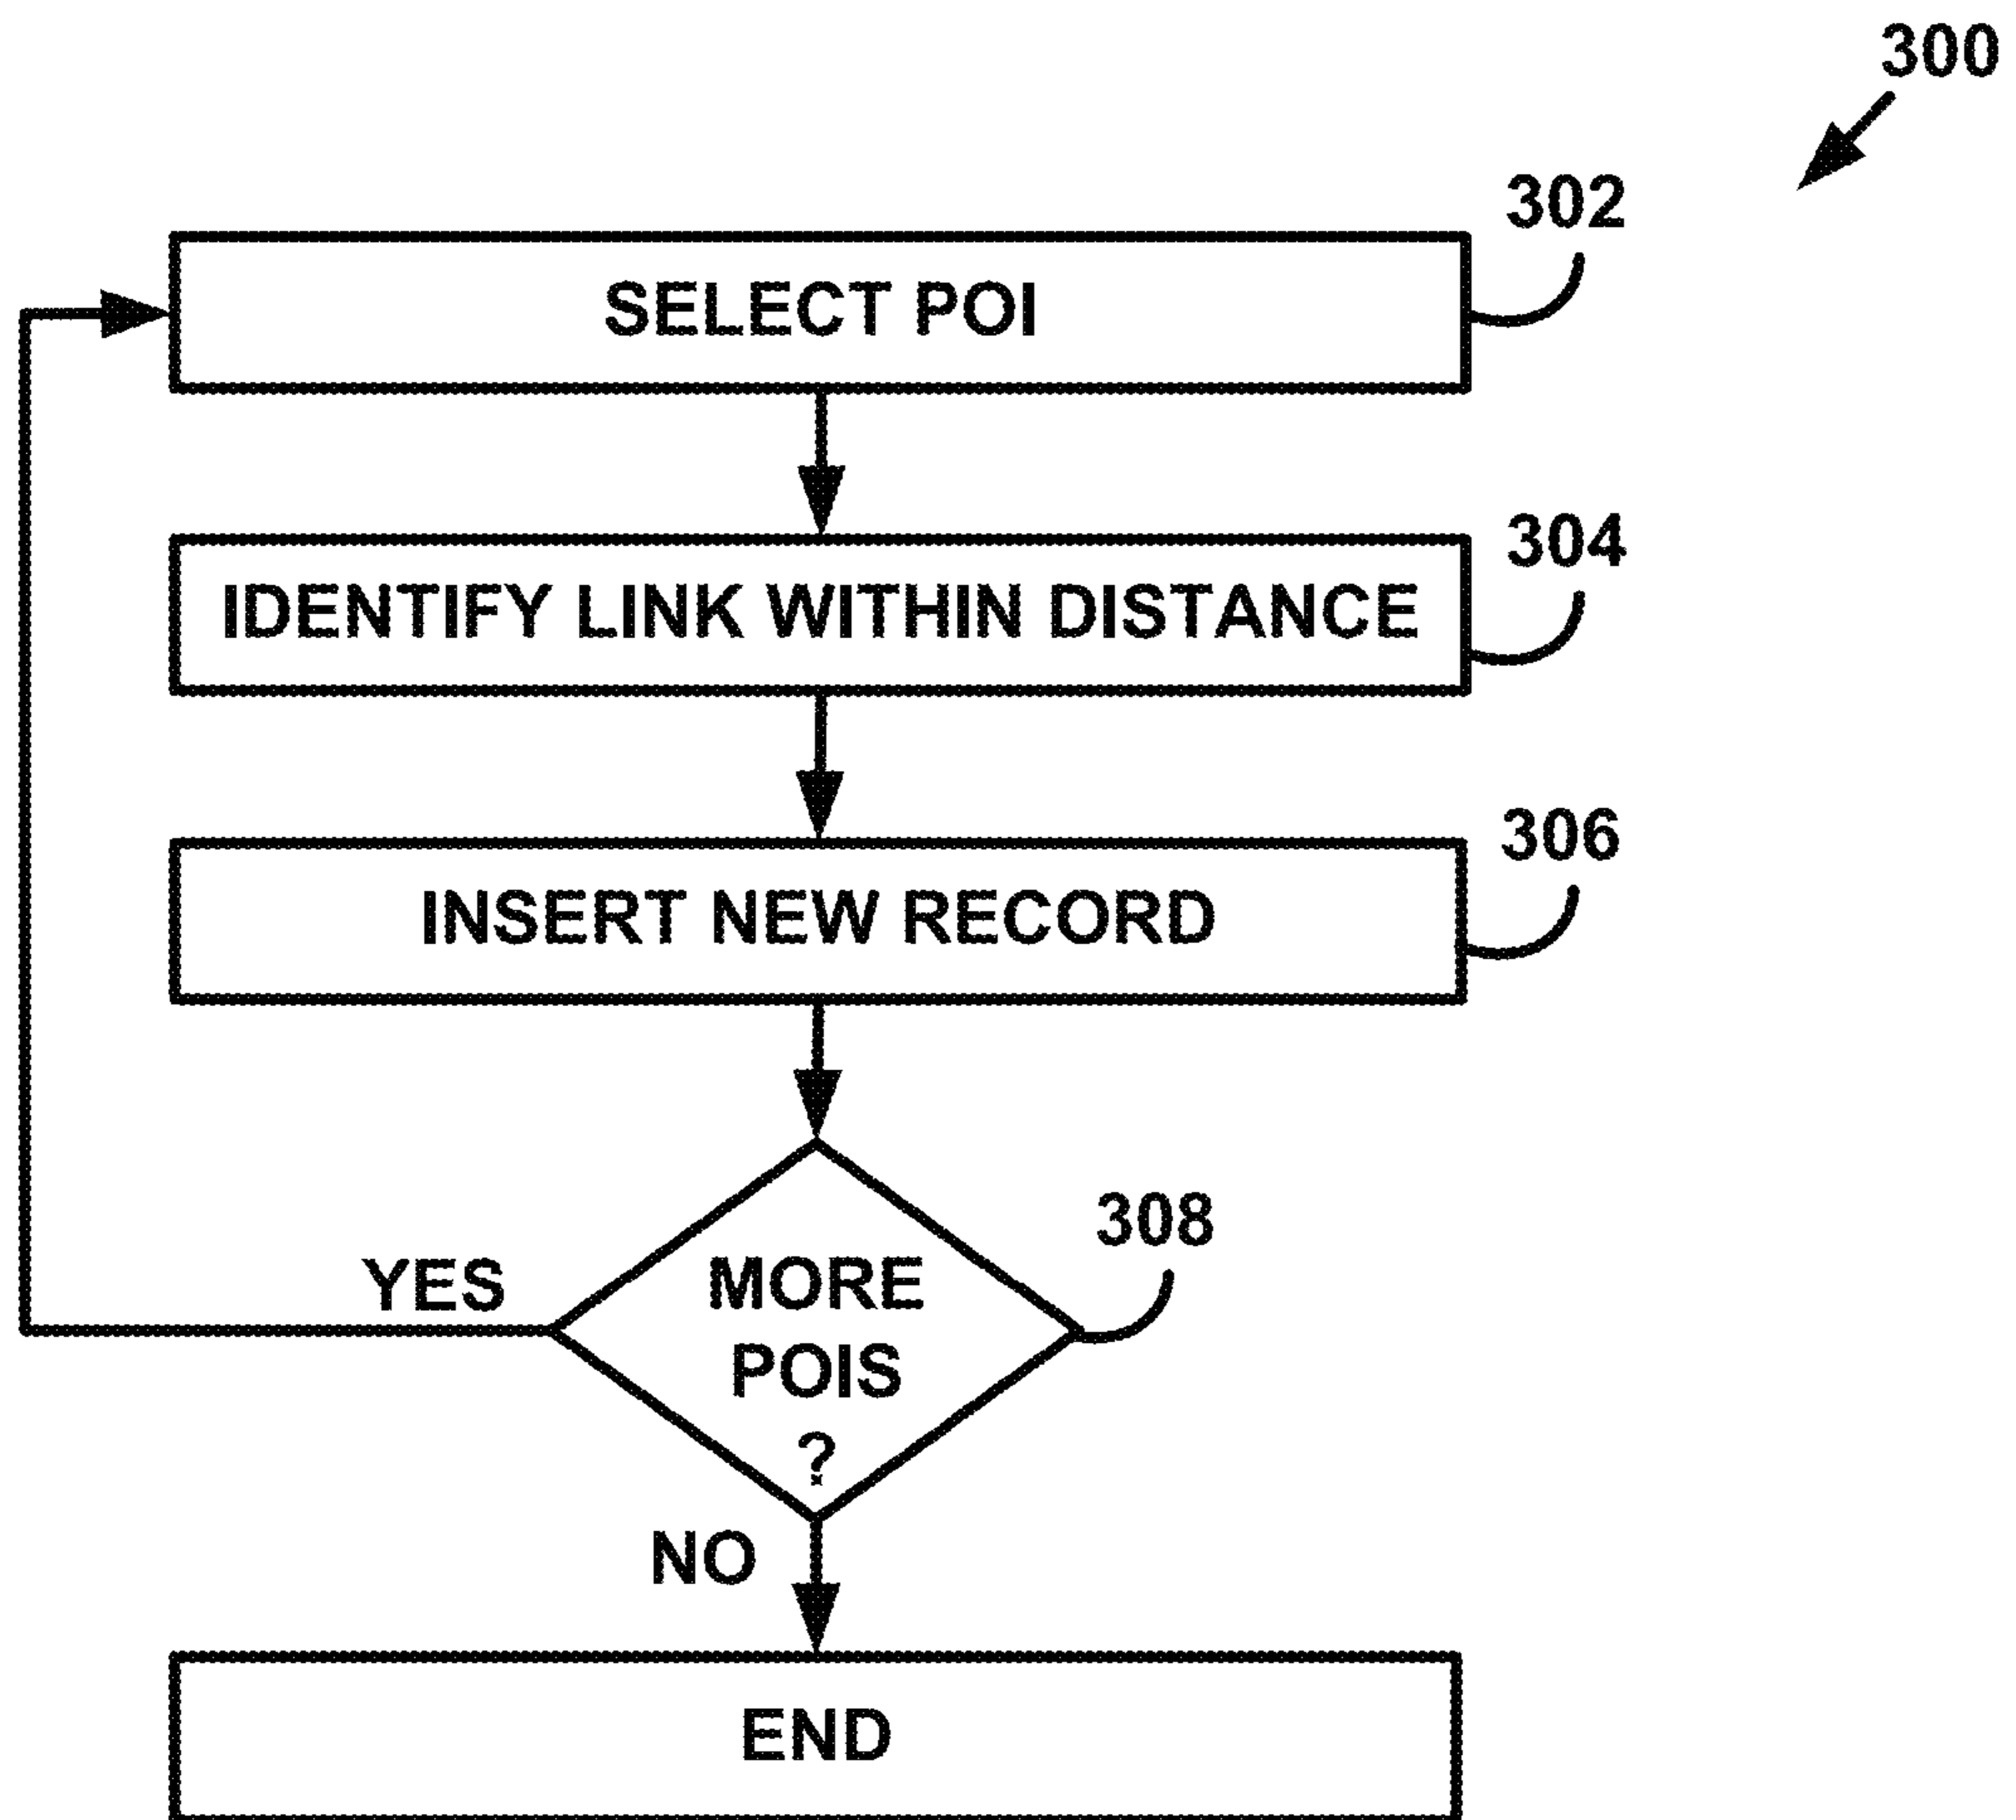 300
302
SELECT POI
304
IDENTIFY LINK WITHIN DISTANCE
306
INSERT NEW RECORD
308
YES
MORE
POIS
?
NO
END